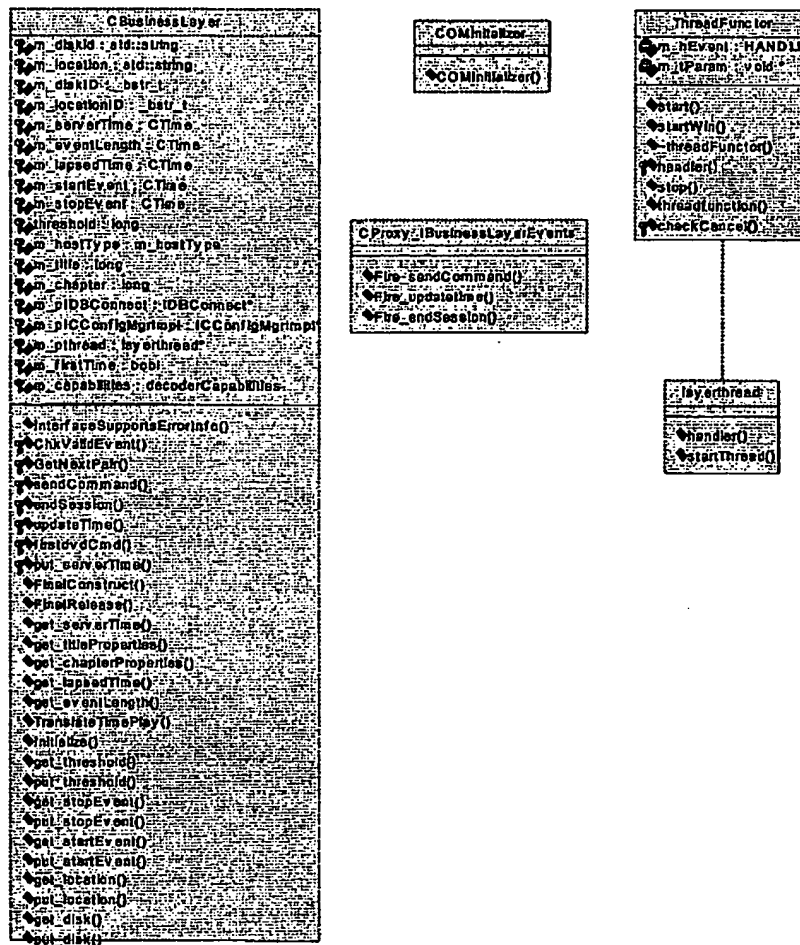 CBusinessLayer
m_diskId : std::string
m_location : std::string
m_diskID : _bstr_t
m_locationID : _bstr_t
m_serverTime : CTime
m_eventLength : CTime
m_lapsedTime : CTime
m_startEvent : CTime
m_stopEvent : CTime
threshold : long
m_hostType : m_hostType
m_title : long
m_chapter : long
m_pIDBConnect : IDBConnect*
m_pICConfigMgrImpl : ICConfigMgrImpl*
m_pthread : layerthread*
m_firstTime : bool
m_capabilities : decoderCapabilities
InterfaceSupportsErrorInfo()
ChkValidEvent()
GetNextPair()
sendCommand()
endSession()
updateTime()
put_serverTime()
FinalConstruct()
FinalRelease()
get_serverTime()
get_titleProperties()
get_chapterProperties()
get_lapsedTime()
get_eventLength()
TranslateTimePlay()
Initialize()
get_threshold()
put_threshold()
get_stopEvent()
put_stopEvent()
get_startEvent()
put_startEvent()
get_location()
put_location()
get_disk()
put_disk()
COMInitializer()
CProxy_IBusinessLayerEvents
Fire_sendCommand()
Fire_updatetime()
Fire_endSession()
ThreadFunctor
m_hEvent : HANDLE
m_tParam : void *
start()
startWin()
~threadFunctor()
handler()
stop()
threadfunction()
checkCancel()
layerthread
handler()
startThread()